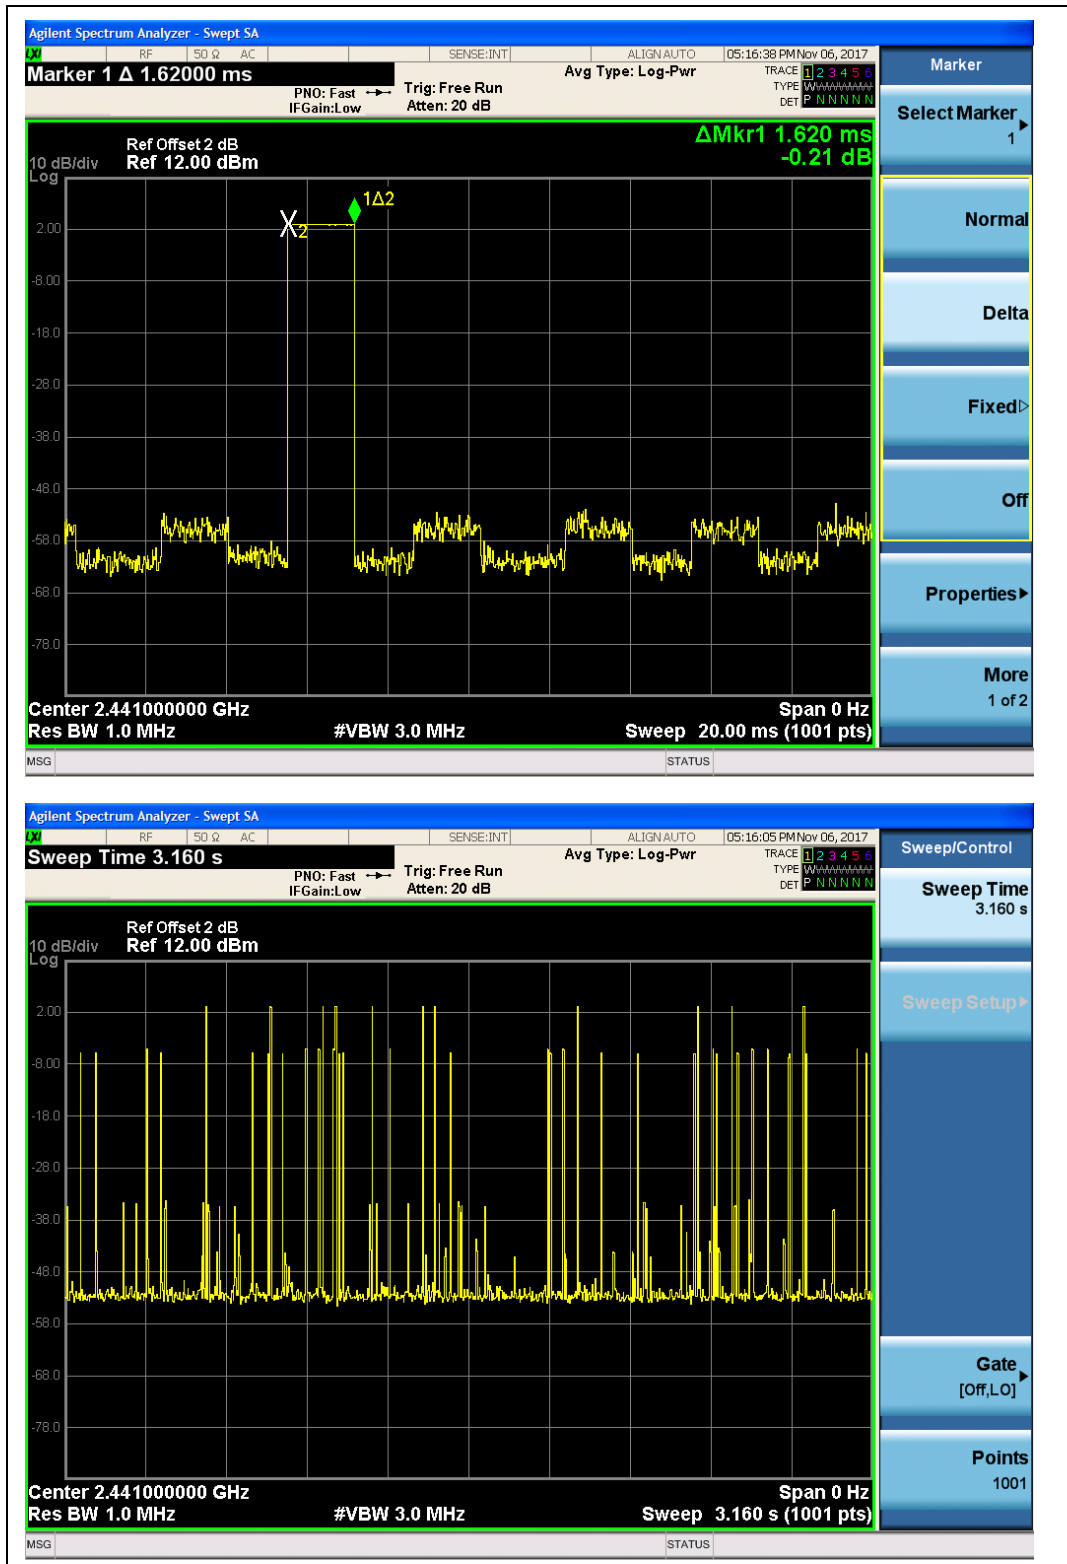 Agilent Spectrum Analyzer - Swept SA
LXI RF 50 Ω AC SENSE:INT ALIGN AUTO 05:16:38 PM Nov 06, 2017
Marker 1 Δ 1.62000 ms
PNO: Fast
IFGain:Low
Trig: Free Run
Atten: 20 dB
Avg Type: Log-Pwr
TRACE 1 2 3 4 5 6
TYPE
DET P N N N N N
Marker
Select Marker
1
Normal
Delta
Fixed
Off
Properties
More
1 of 2
ΔMkr1 1.620 ms
-0.21 dB
Ref Offset 2 dB
10 dB/div Ref 12.00 dBm
Log
1Δ2
2
2.00
-8.00
-18.0
-28.0
-38.0
-48.0
-58.0
-68.0
-78.0
Center 2.441000000 GHz Span 0 Hz
Res BW 1.0 MHz #VBW 3.0 MHz Sweep 20.00 ms (1001 pts)
MSG STATUS
Agilent Spectrum Analyzer - Swept SA
LXI RF 50 Ω AC SENSE:INT ALIGN AUTO 05:16:05 PM Nov 06, 2017
Sweep Time 3.160 s
PNO: Fast
IFGain:Low
Trig: Free Run
Atten: 20 dB
Avg Type: Log-Pwr
TRACE 1 2 3 4 5 6
TYPE
DET P N N N N N
Sweep/Control
Sweep Time
3.160 s
Sweep Setup
Gate
[Off,LO]
Points
1001
Ref Offset 2 dB
10 dB/div Ref 12.00 dBm
Log
2.00
-8.00
-18.0
-28.0
-38.0
-48.0
-58.0
-68.0
-78.0
Center 2.441000000 GHz Span 0 Hz
Res BW 1.0 MHz #VBW 3.0 MHz Sweep 3.160 s (1001 pts)
MSG STATUS